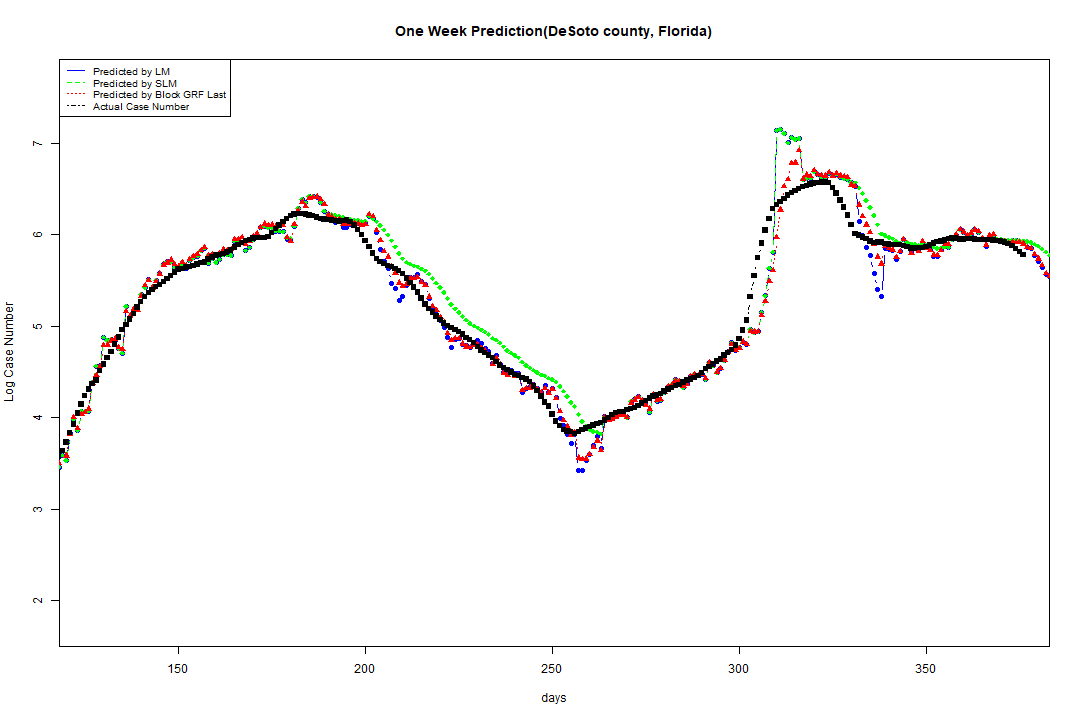 One Week Prediction(DeSoto county, Florida)
Predicted by LM
Predicted by SLM
Predicted by Block GRF Last
Actual Case Number
7
6
5
4
3
2
Log Case Number
150 200 250 300 350
days